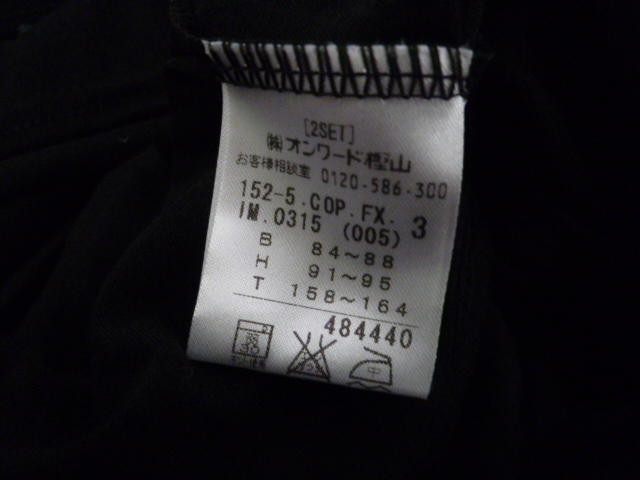 [2SET]
㈱オンワード樫山
お客様相談室 0120-586-300
152-5.COP.FX. 3
IM.0315 (005)
B 84～88
H 91～95
T 158～164
484440
中